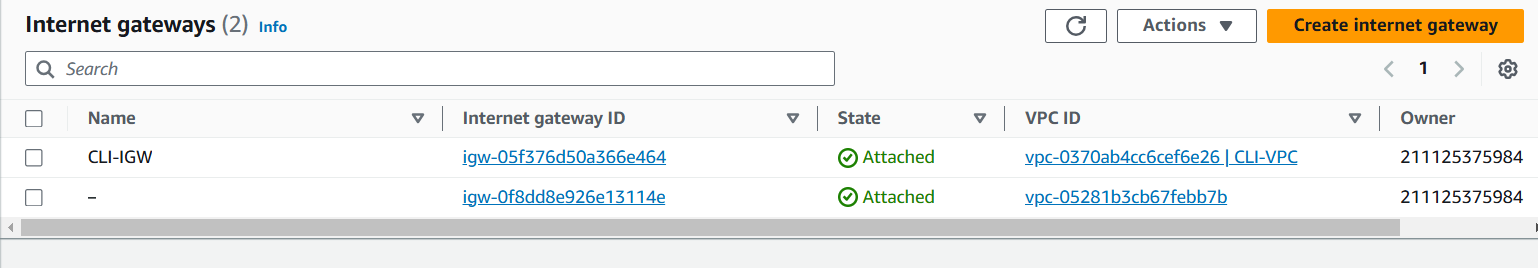 Internet gateways (2) Info
Actions
Create internet gateway
Search
1
Name Internet gateway ID State VPC ID Owner
CLI-IGW igw-05f376d50a366e464 Attached vpc-0370ab4cc6cef6e26 | CLI-VPC 211125375984
– igw-0f8dd8e926e13114e Attached vpc-05281b3cb67febb7b 211125375984